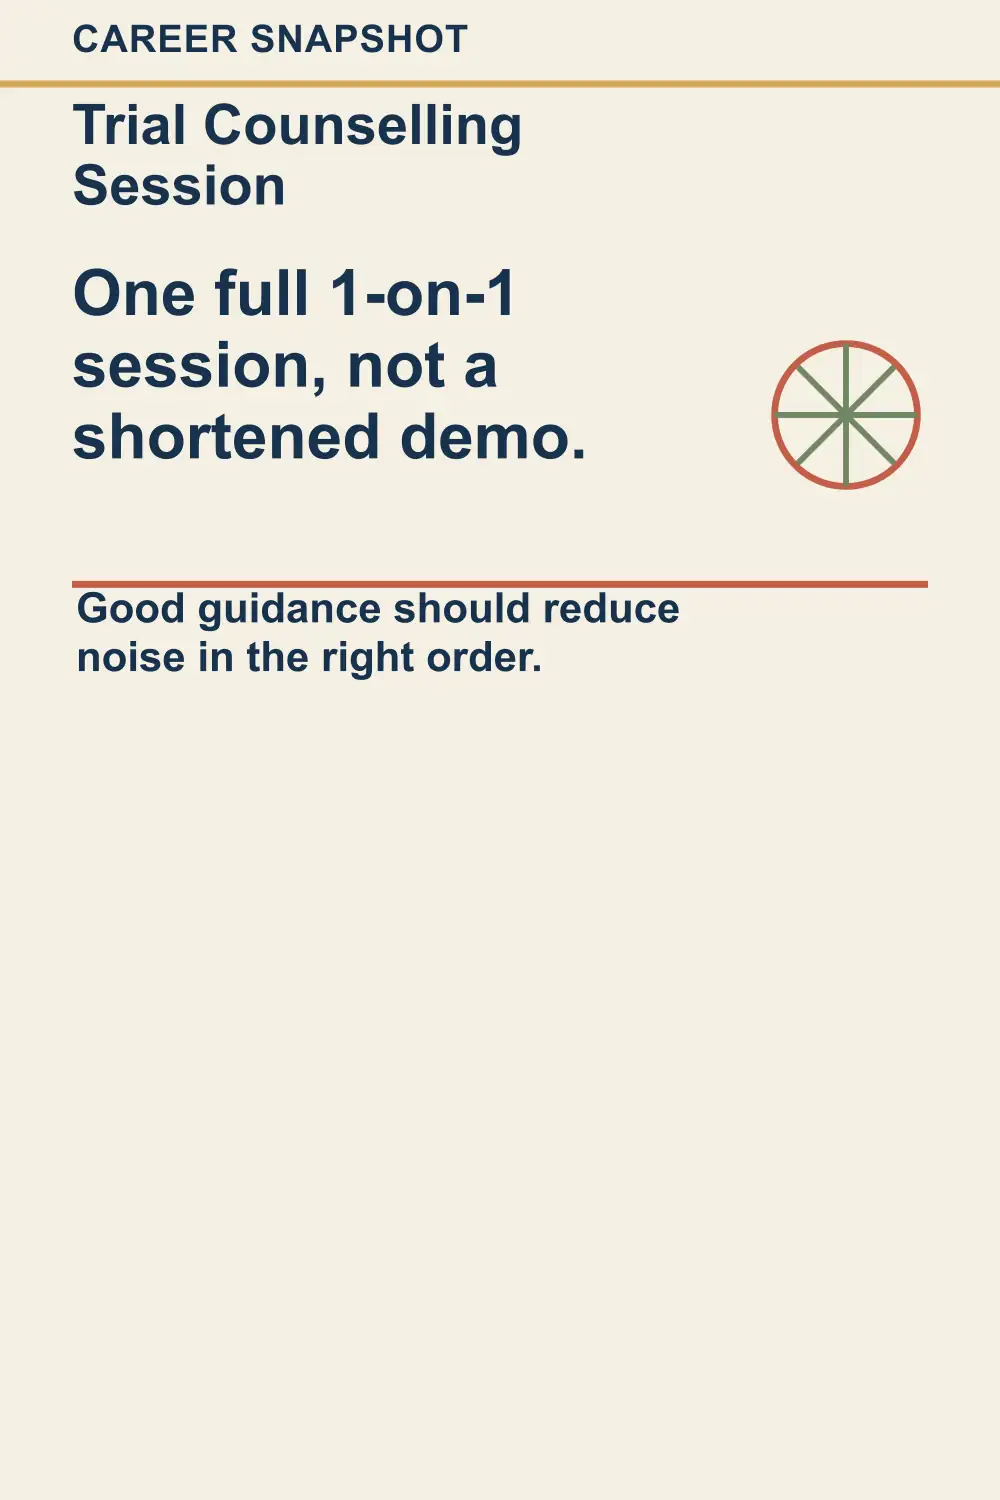 CAREER SNAPSHOT
Trial Counselling
Session
One full 1-on-1
session, not a
shortened demo.
Good guidance should reduce
noise in the right order.